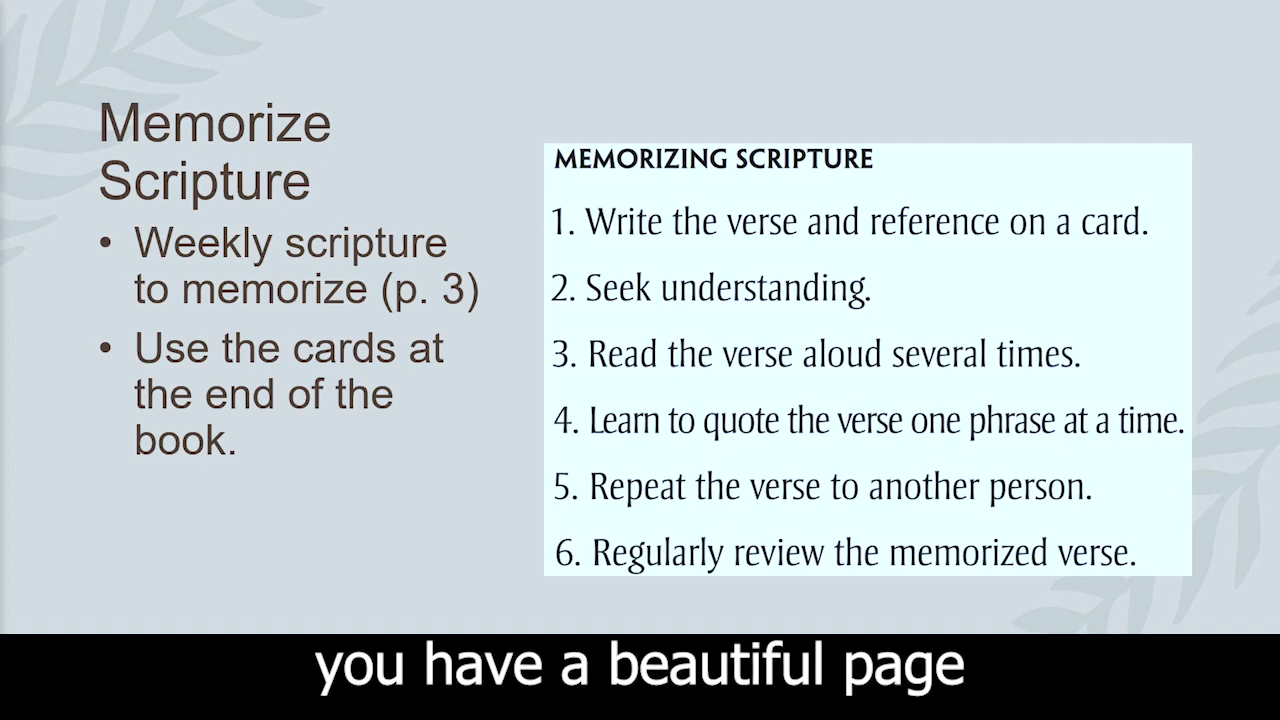 Memorize
Scripture
• Weekly scripture
to memorize (p. 3)
• Use the cards at
the end of the
book.
MEMORIZING SCRIPTURE
1. Write the verse and reference on a card.
2. Seek understanding.
3. Read the verse aloud several times.
4. Learn to quote the verse one phrase at a time.
5. Repeat the verse to another person.
6. Regularly review the memorized verse.
you have a beautiful page